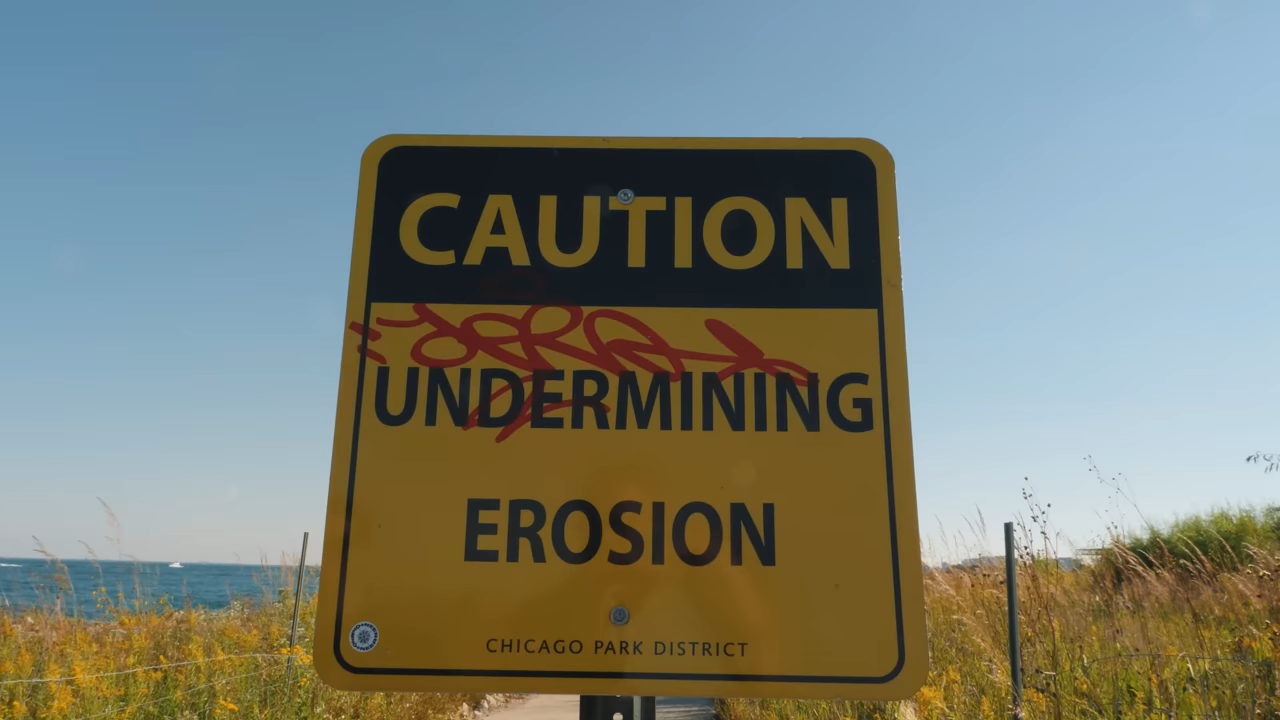 CAUTION
UNDERMINING
EROSION
CHICAGO PARK DISTRICT